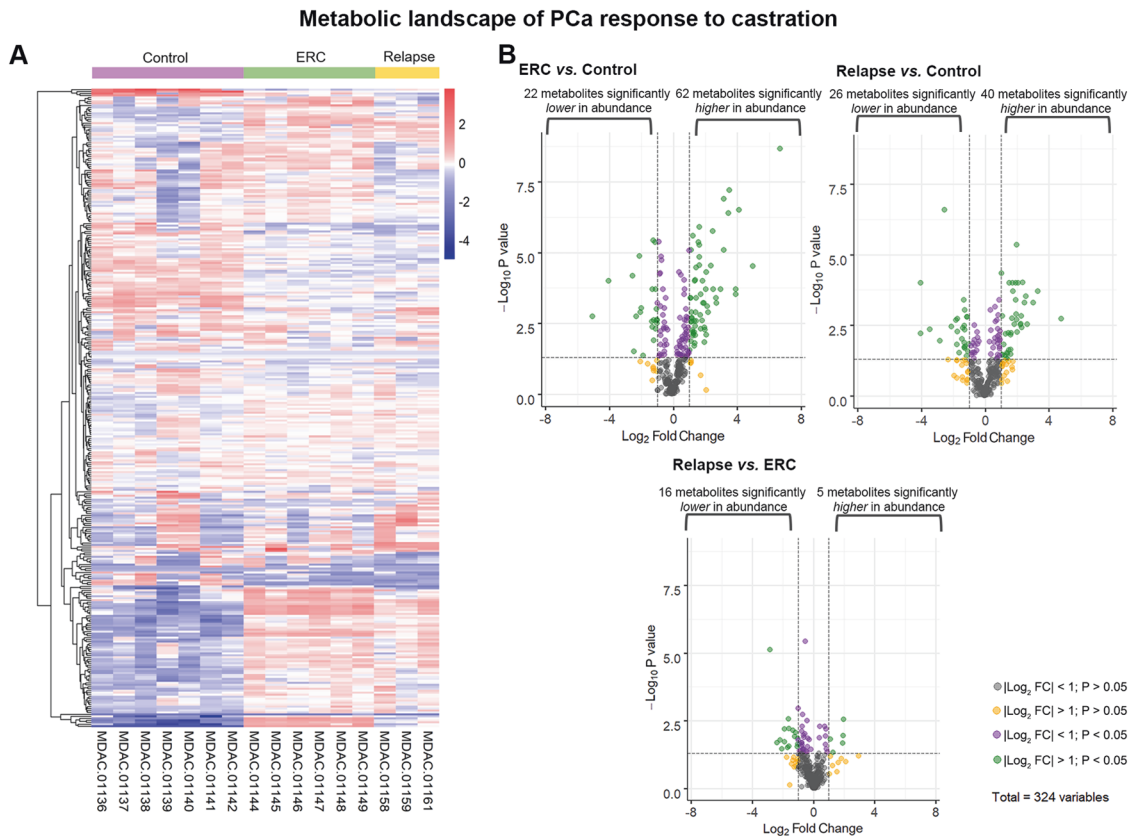 Metabolic landscape of PCa response to castration
A
Control
ERC
Relapse
2
0
-2
-4
MDAC.01136
MDAC.01137
MDAC.01138
MDAC.01139
MDAC.01140
MDAC.01141
MDAC.01142
MDAC.01144
MDAC.01145
MDAC.01146
MDAC.01147
MDAC.01148
MDAC.01149
MDAC.01158
MDAC.01159
MDAC.01161
B
ERC vs. Control
22 metabolites significantly
lower in abundance
62 metabolites significantly
higher in abundance
−Log10 P value
7.5
5.0
2.5
0.0
-8
-4
0
4
8
Log2 Fold Change
Relapse vs. Control
26 metabolites significantly
lower in abundance
40 metabolites significantly
higher in abundance
−Log10 P value
7.5
5.0
2.5
0.0
-8
-4
0
4
8
Log2 Fold Change
Relapse vs. ERC
16 metabolites significantly
lower in abundance
5 metabolites significantly
higher in abundance
−Log10 P value
7.5
5.0
2.5
0.0
-8
-4
0
4
8
Log2 Fold Change
|Log2 FC| < 1; P > 0.05
|Log2 FC| > 1; P > 0.05
|Log2 FC| < 1; P < 0.05
|Log2 FC| > 1; P < 0.05
Total = 324 variables